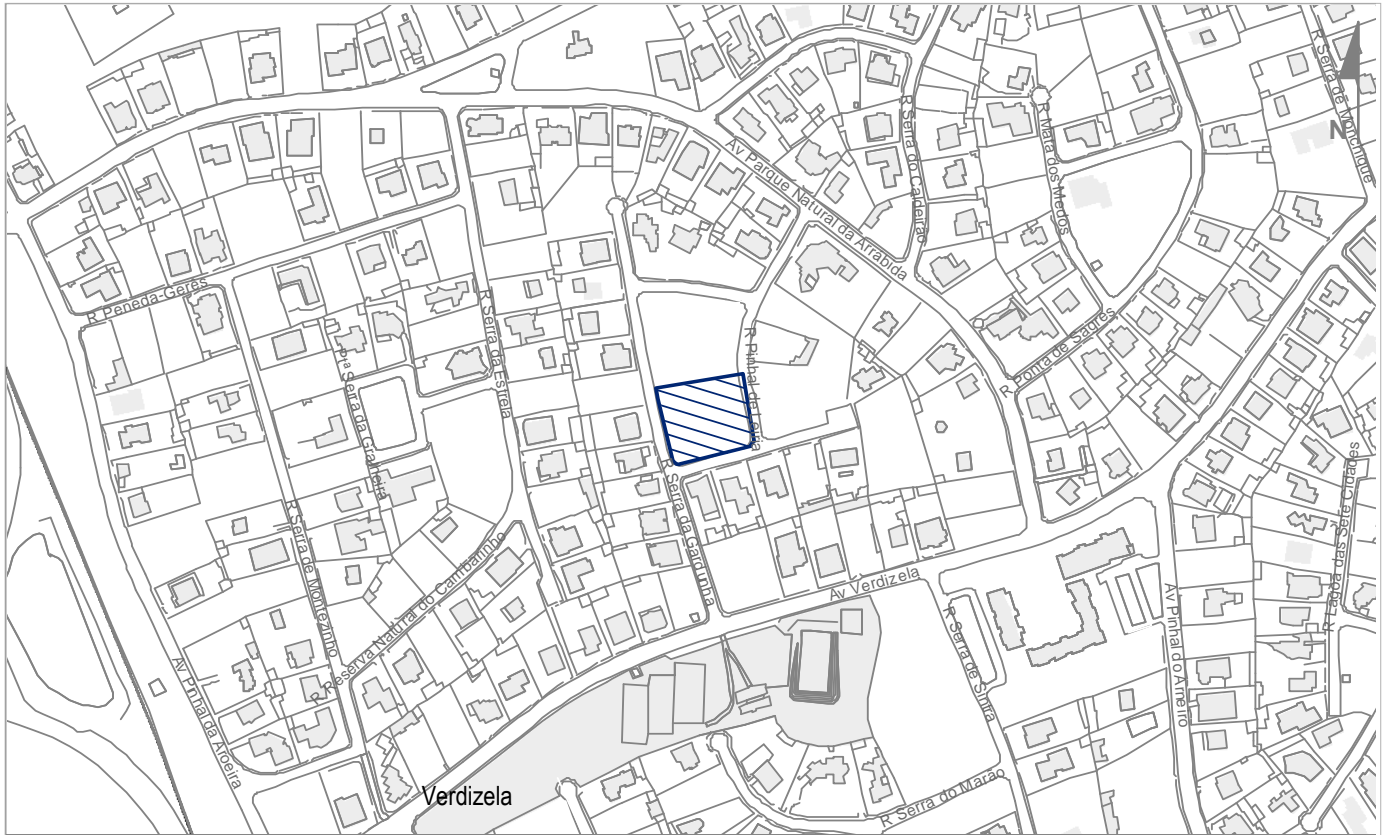 R Serra de Monchique
N
R Serra do Caldeirão
R Mata dos Medos
Av Parque Natural da Arrábida
R Peneda-Gerês
R Serra da Estrela
Ptª Serra da Gralheira
R Pinhal de Leiria
R Ponta de Sagres
R Serra da Gardunha
R Serra de Montezinho
R Reserva Natural do Cambarinho
Av Verdizela
R Lagoa das Sete Cidades
Av Pinhal do Arneiro
R Serra de Sintra
Av Pinhal da Aroeira
Verdizela
R Serra do Marão